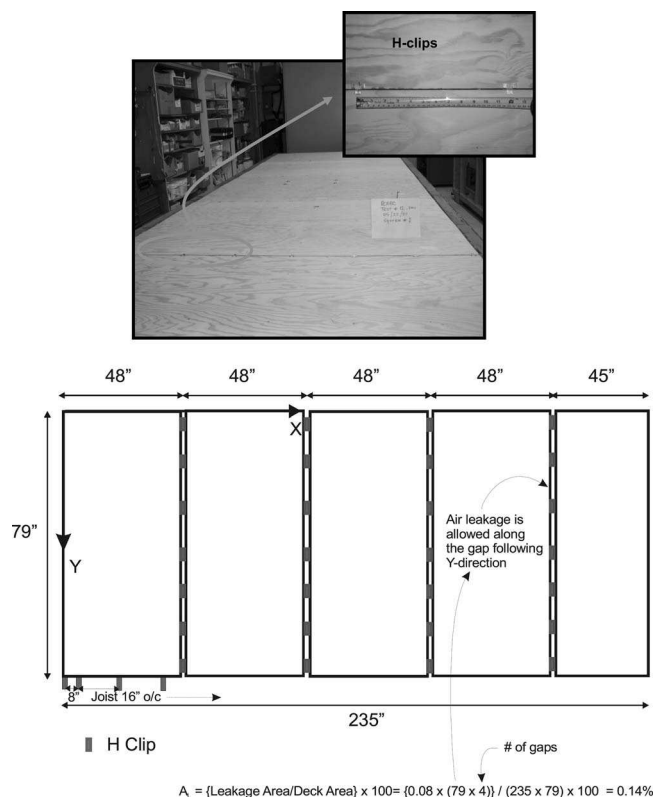 H-clips
48” 48” 48” 48” 45”
X
79”
Y
Air leakage is
allowed along
the gap following
Y-direction
8” Joist 16” o/c
235”
H Clip
# of gaps
A = {Leakage Area/Deck Area} x 100= {0.08 x (79 x 4)} / (235 x 79) x 100 = 0.14%